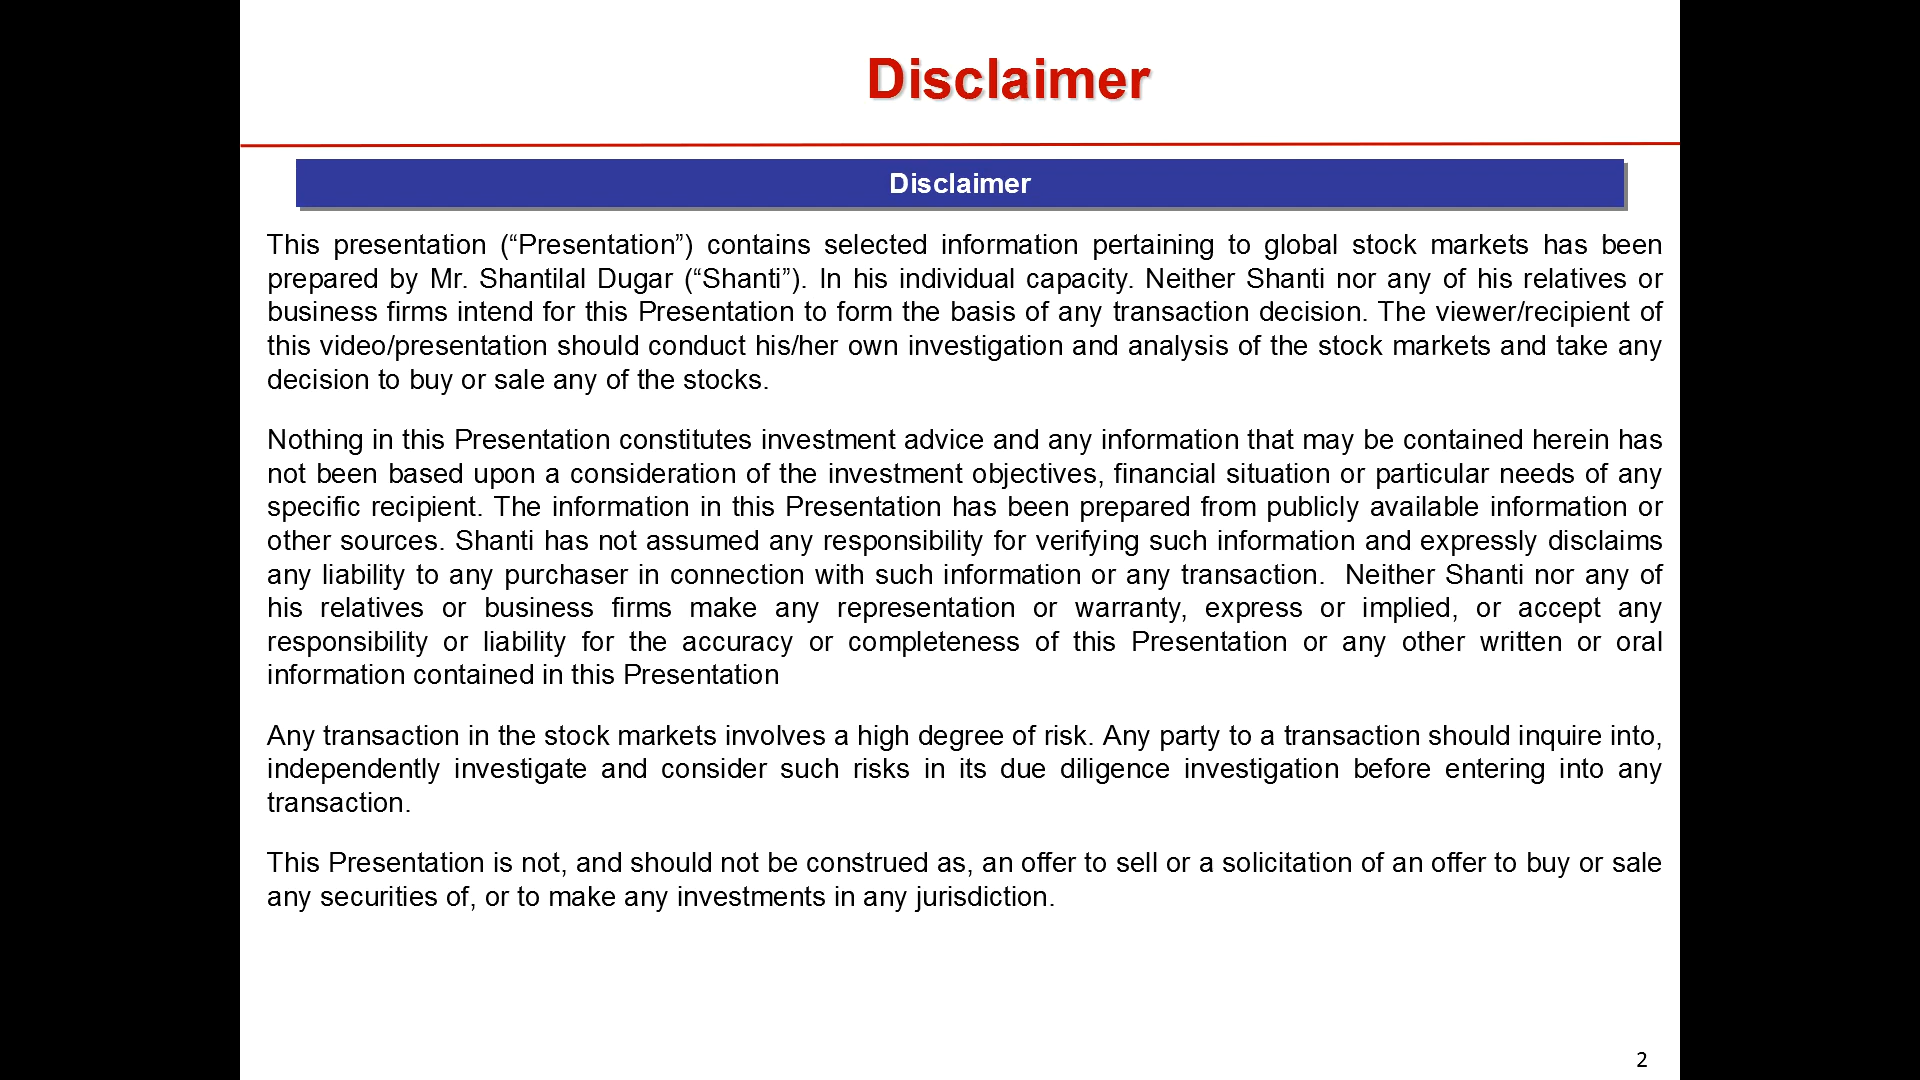 Disclaimer
Disclaimer
This presentation (“Presentation”) contains selected information pertaining to global stock markets has been
prepared by Mr. Shantilal Dugar (“Shanti”). In his individual capacity. Neither Shanti nor any of his relatives or
business firms intend for this Presentation to form the basis of any transaction decision. The viewer/recipient of
this video/presentation should conduct his/her own investigation and analysis of the stock markets and take any
decision to buy or sale any of the stocks.
Nothing in this Presentation constitutes investment advice and any information that may be contained herein has
not been based upon a consideration of the investment objectives, financial situation or particular needs of any
specific recipient. The information in this Presentation has been prepared from publicly available information or
other sources. Shanti has not assumed any responsibility for verifying such information and expressly disclaims
any liability to any purchaser in connection with such information or any transaction.  Neither Shanti nor any of
his relatives or business firms make any representation or warranty, express or implied, or accept any
responsibility or liability for the accuracy or completeness of this Presentation or any other written or oral
information contained in this Presentation
Any transaction in the stock markets involves a high degree of risk. Any party to a transaction should inquire into,
independently investigate and consider such risks in its due diligence investigation before entering into any
transaction.
This Presentation is not, and should not be construed as, an offer to sell or a solicitation of an offer to buy or sale
any securities of, or to make any investments in any jurisdiction.
2